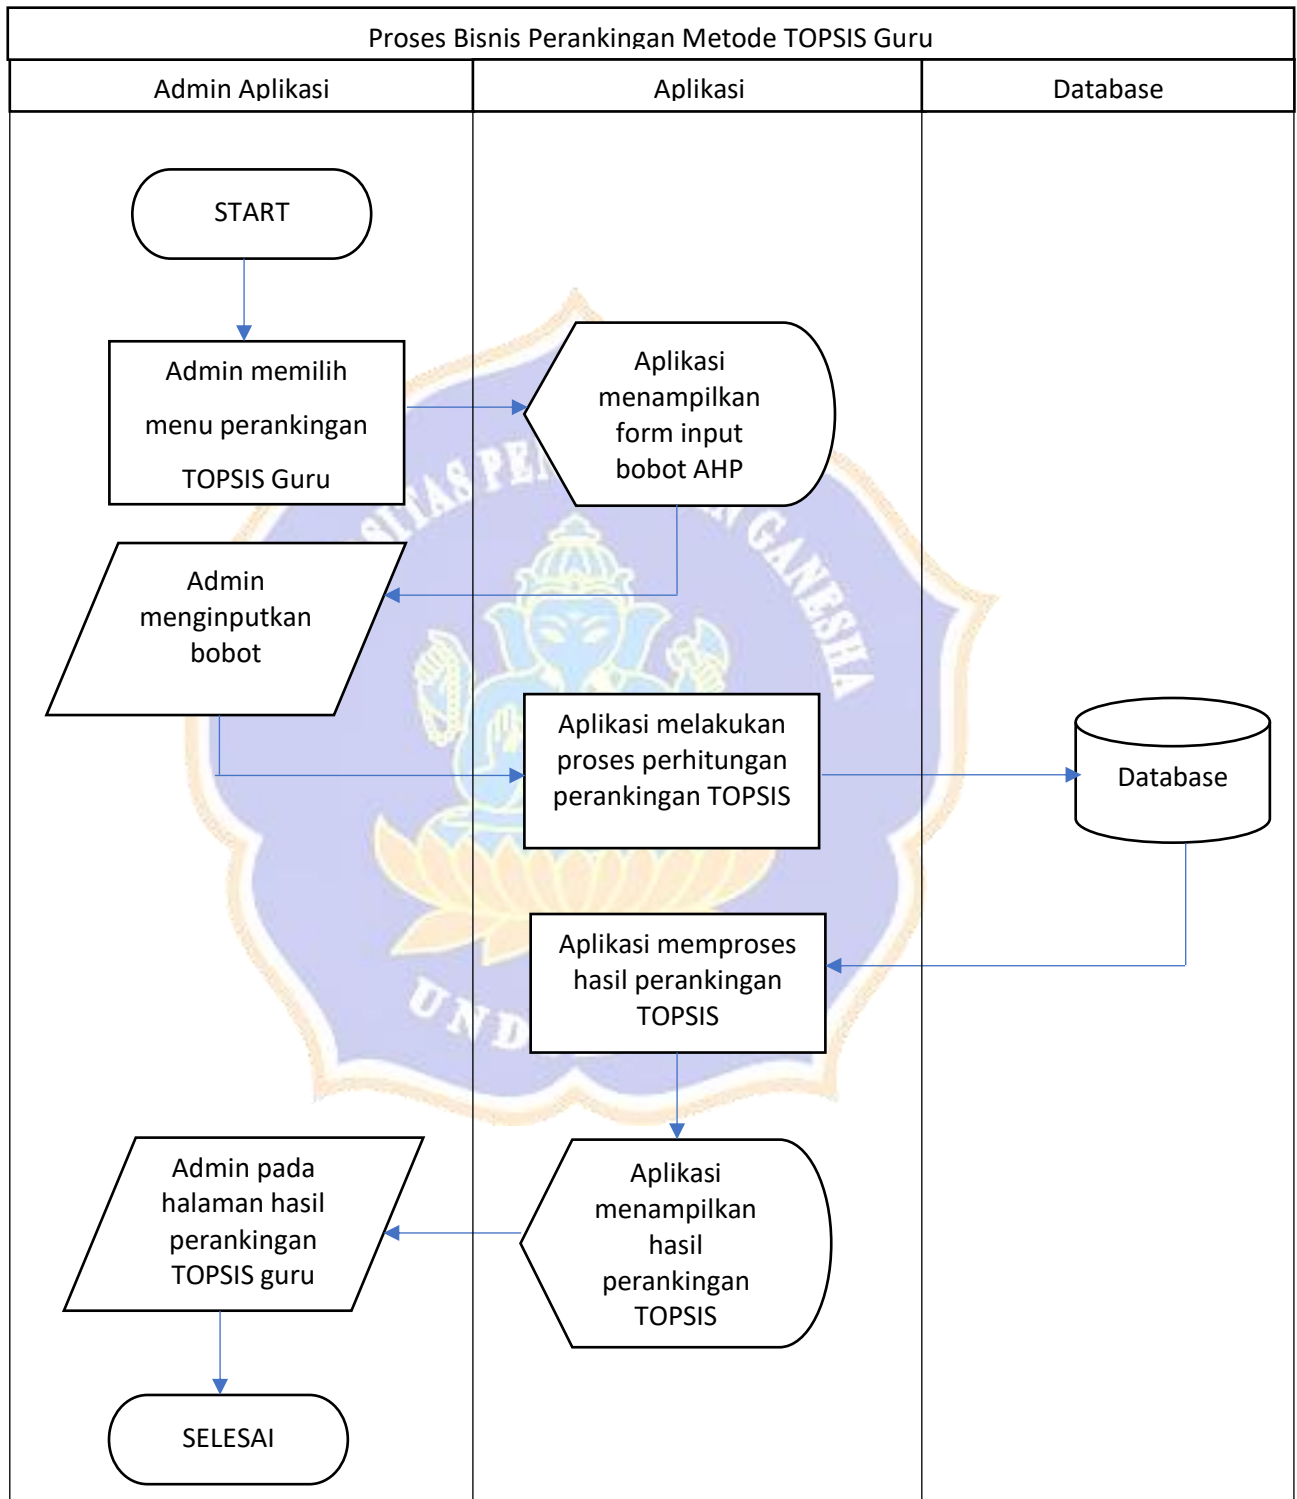 Proses Bisnis Perankingan Metode TOPSIS Guru
Admin Aplikasi
Aplikasi
Database
START
Admin memilih
menu perankingan
TOPSIS Guru
Aplikasi
menampilkan
form input
bobot AHP
Admin
menginputkan
bobot
Aplikasi melakukan
proses perhitungan
perankingan TOPSIS
Database
Aplikasi memproses
hasil perankingan
TOPSIS
Aplikasi
menampilkan
hasil
perankingan
TOPSIS
Admin pada
halaman hasil
perankingan
TOPSIS guru
SELESAI
GANESHA